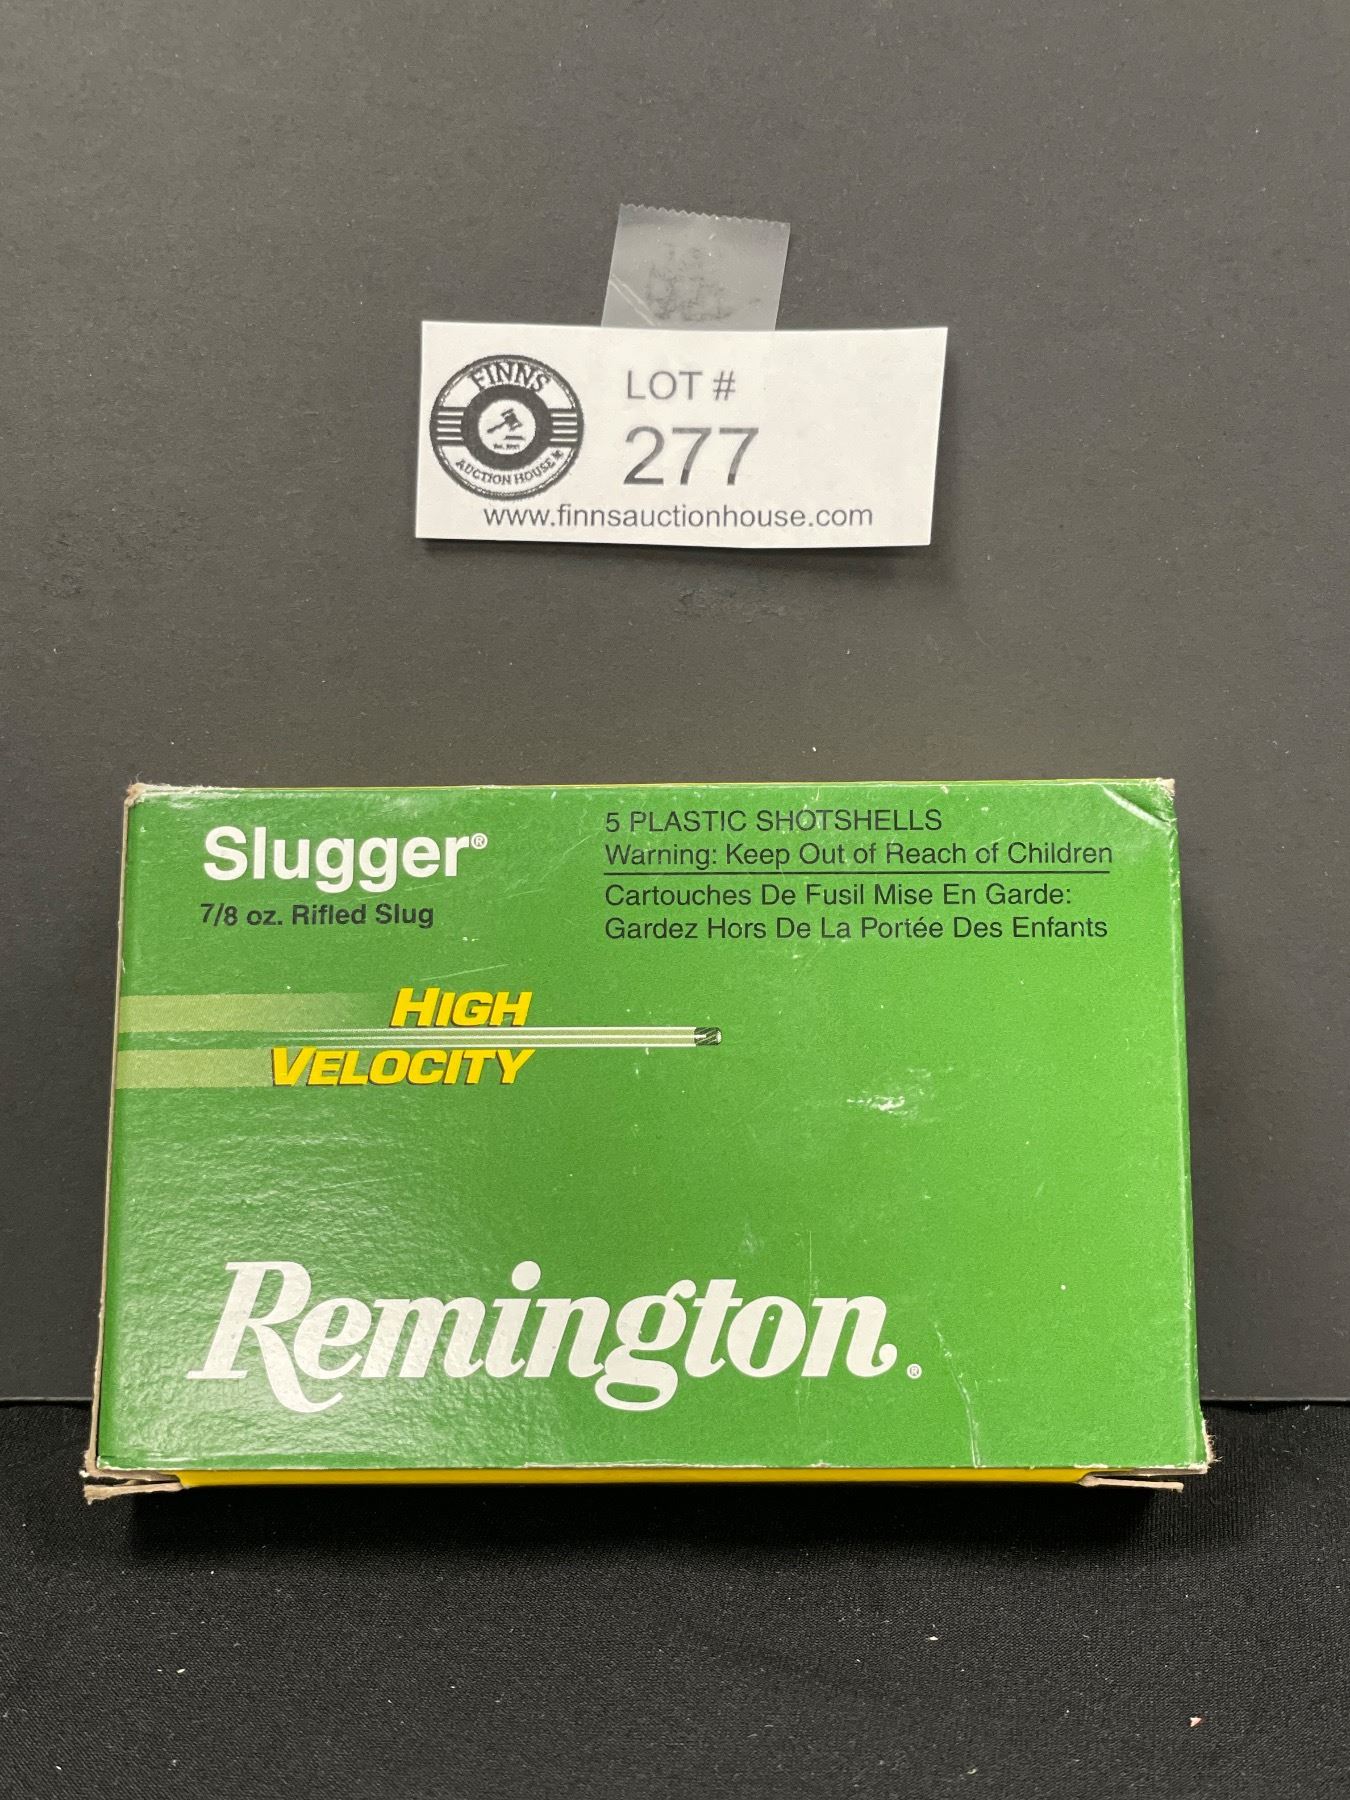 FINNS
AUCTION HOUSE
LOT #
277
www.finnsauctionhouse.com
Slugger®
7/8 oz. Rifled Slug
5 PLASTIC SHOTSHELLS
Warning: Keep Out of Reach of Children
Cartouches De Fusil Mise En Garde:
Gardez Hors De La Portée Des Enfants
HIGH
VELOCITY
Remington®